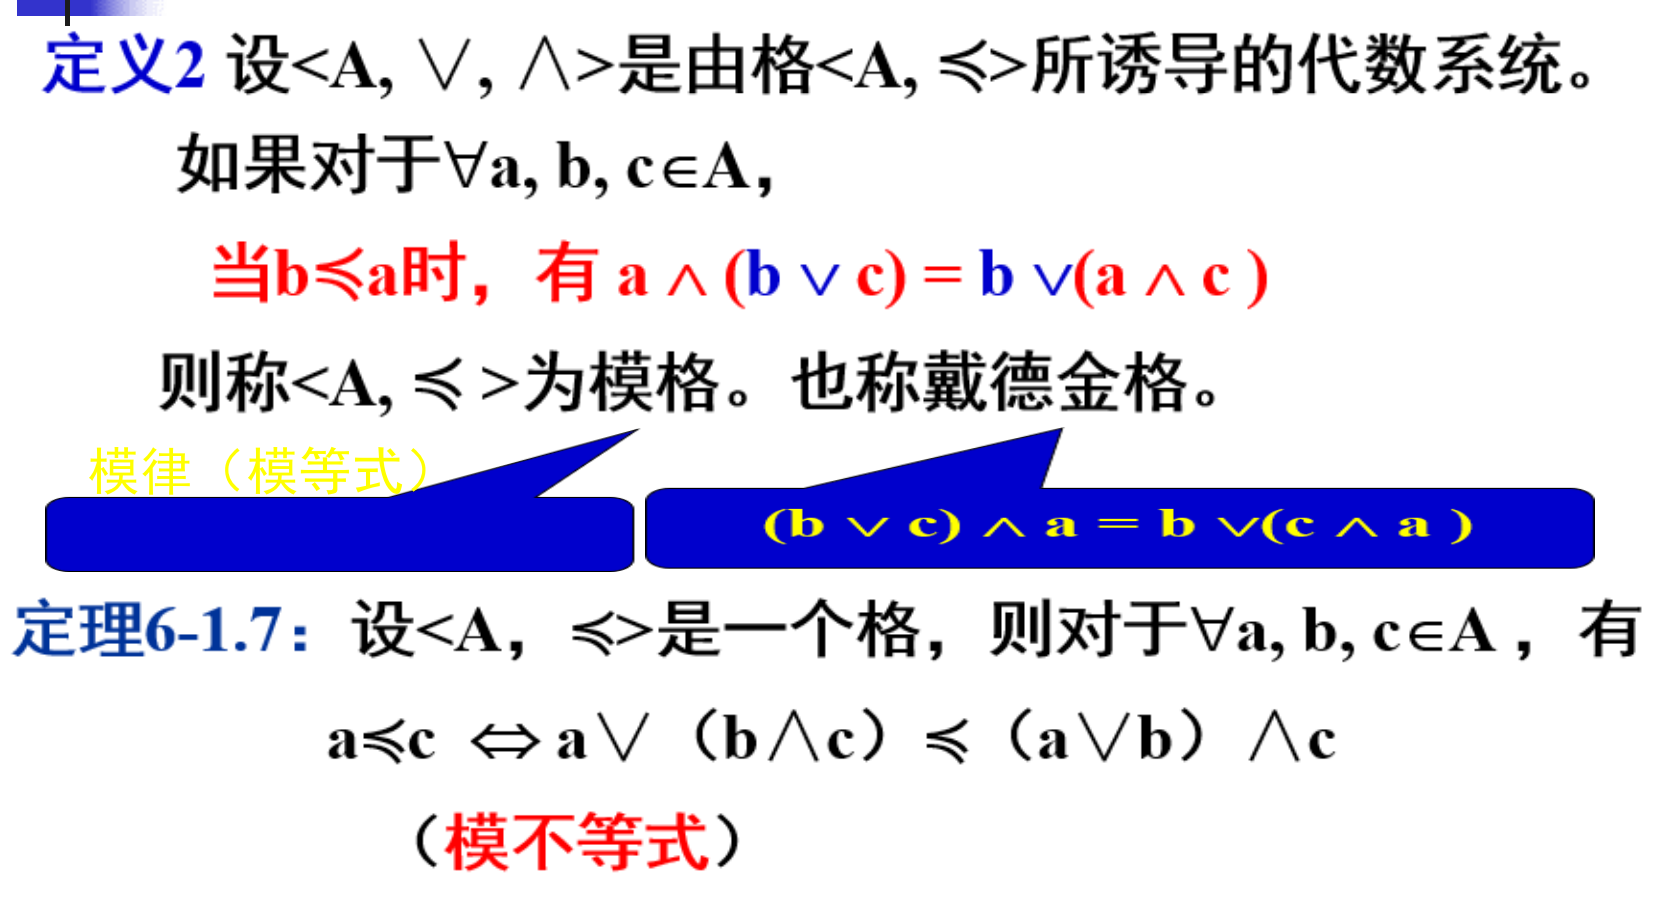 定义2 设<A, ∨, ∧>是由格<A, ≼>所诱导的代数系统。
如果对于∀a, b, c∈A，
当b≼a时，有 a ∧ (b ∨ c) = b ∨(a ∧ c )
则称<A, ≼ >为模格。也称戴德金格。
模律（模等式）
(b ∨ c) ∧ a = b ∨(c ∧ a )
定理6-1.7：设<A，≼>是一个格，则对于∀a, b, c∈A ，有
a≼c ⇔ a∨（b∧c）≼（a∨b）∧c
（模不等式）